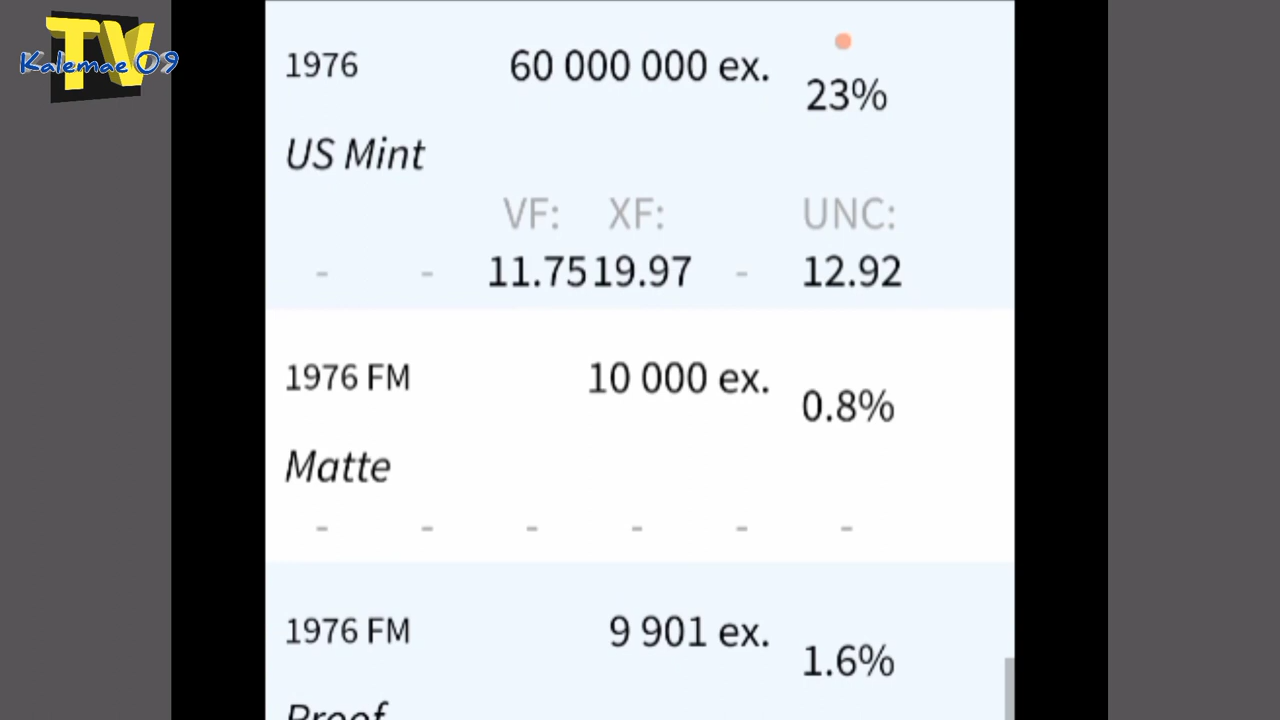 TV
Kalemae 09
1976 60 000 000 ex. 23%
US Mint
VF: XF: UNC:
- - 11.75 19.97 - 12.92
1976 FM 10 000 ex. 0.8%
Matte
- - - - - -
1976 FM 9 901 ex. 1.6%
Proof